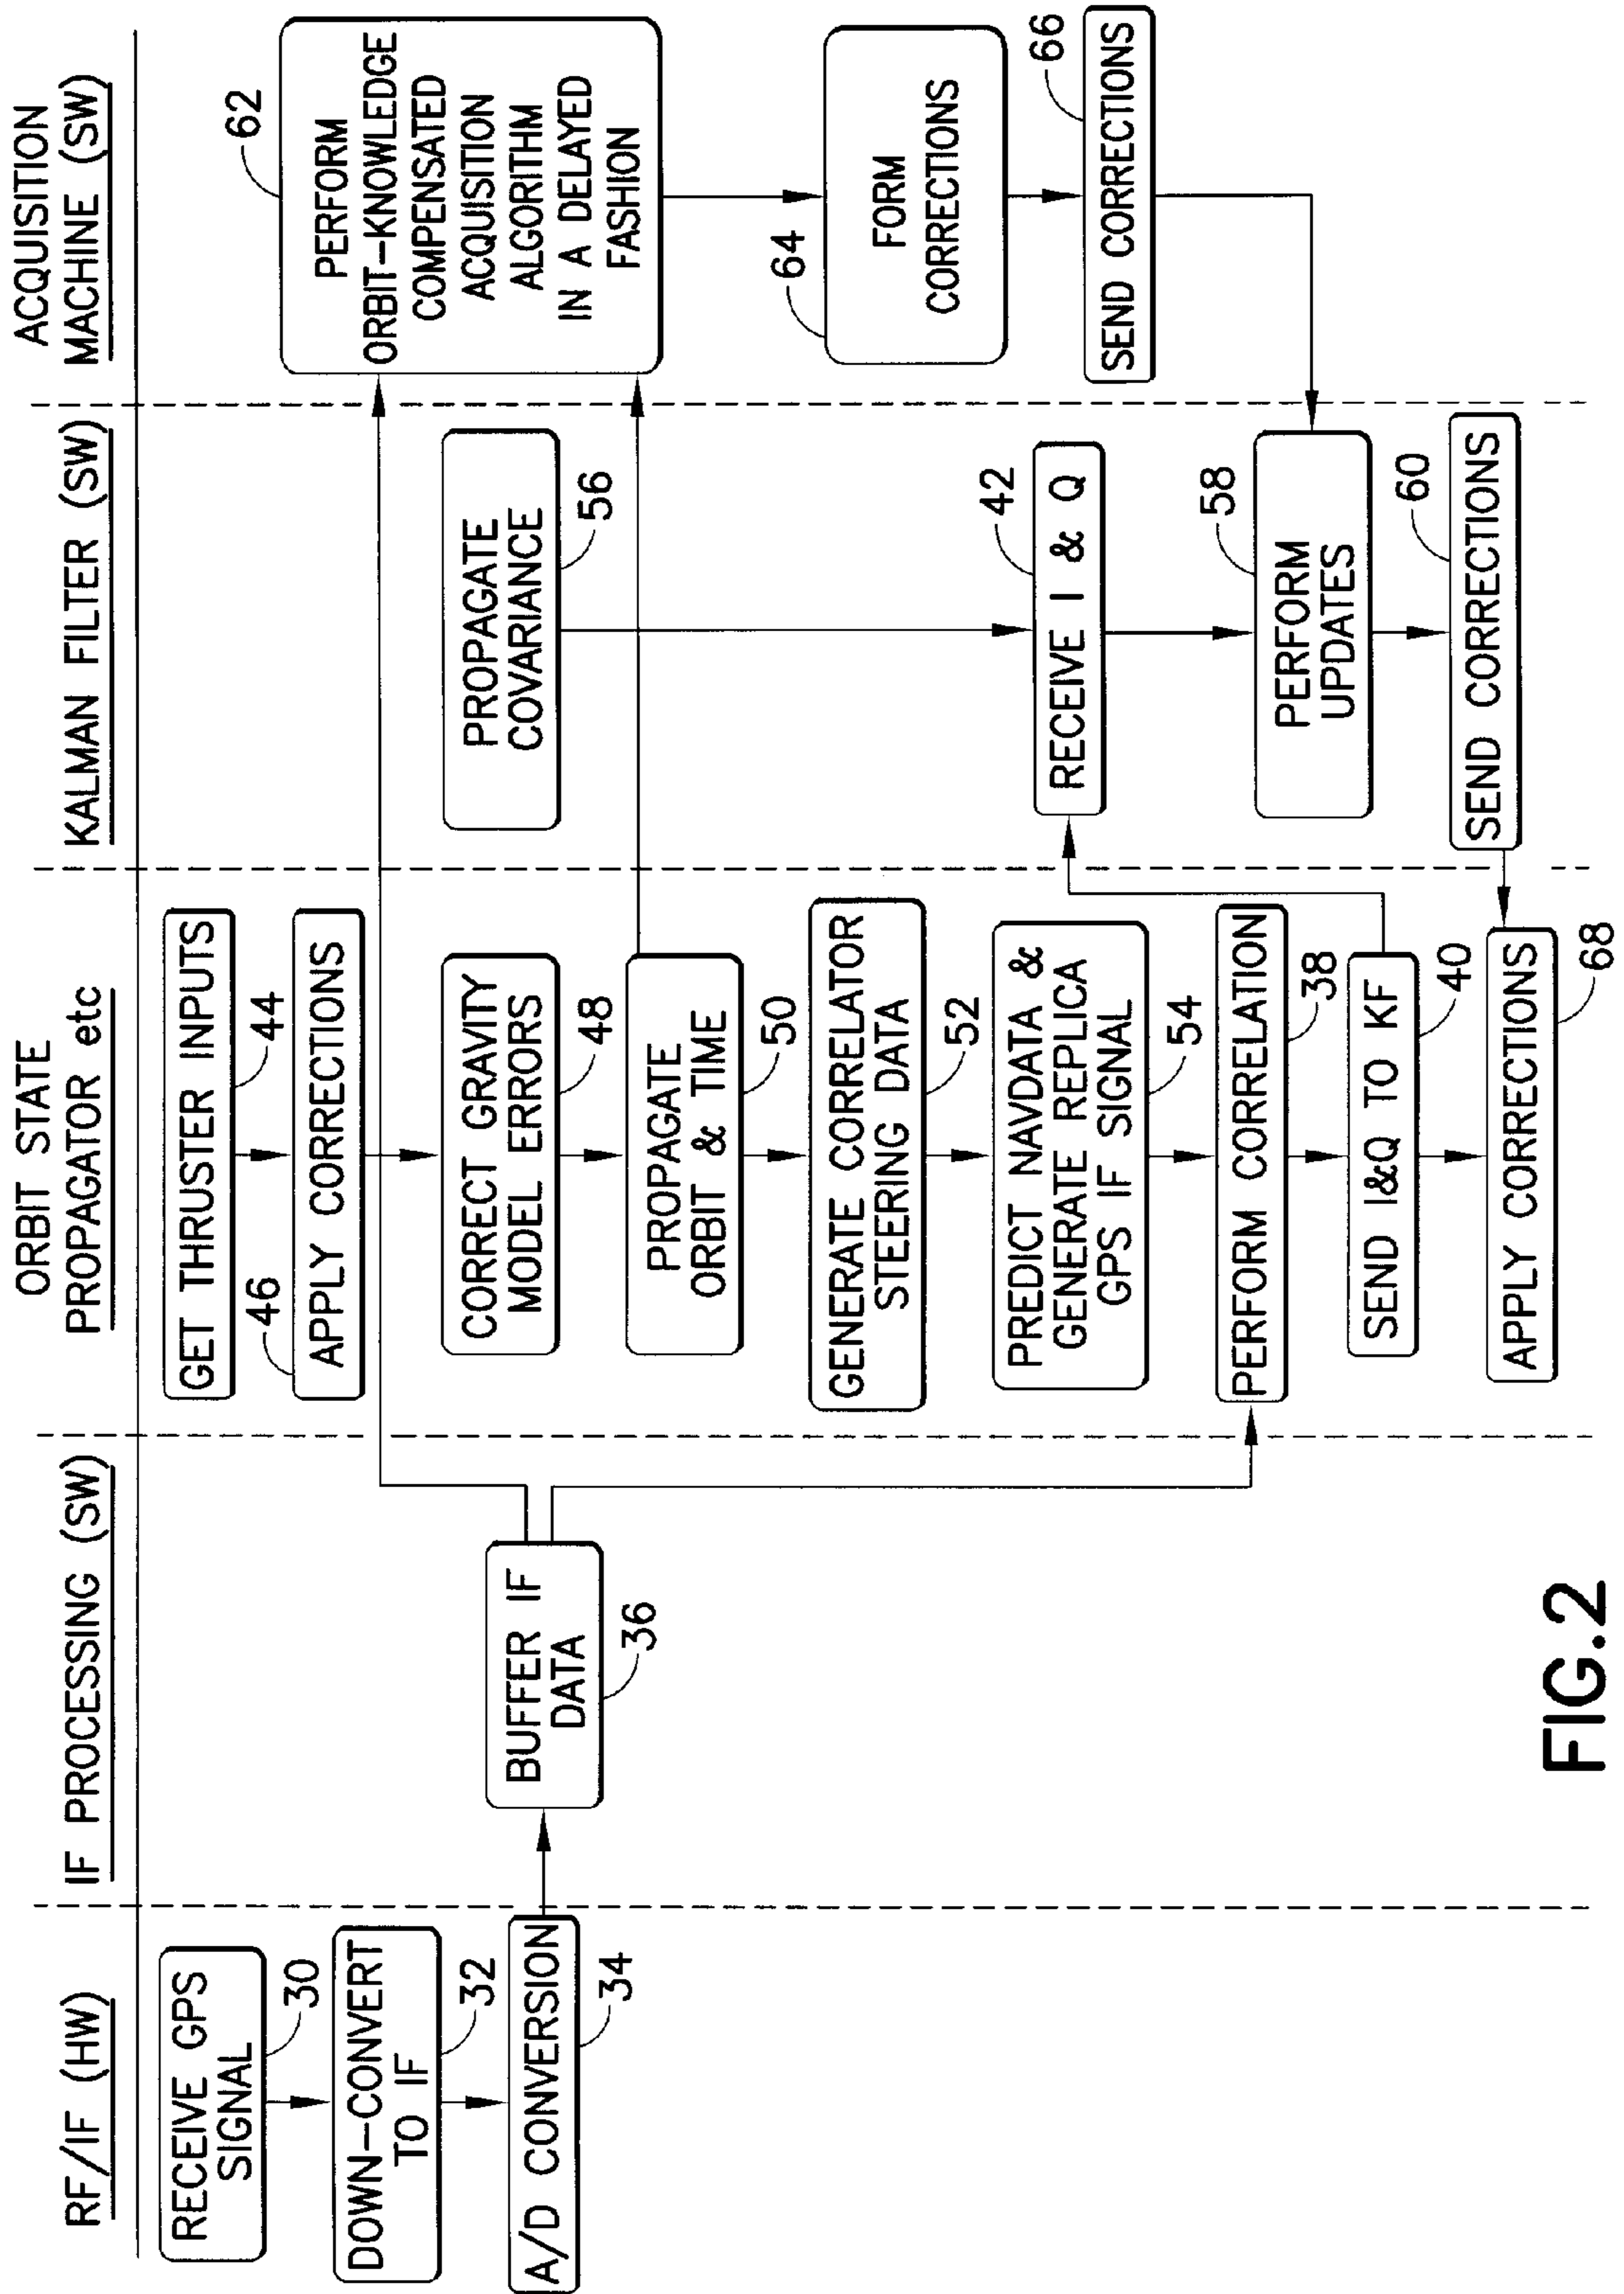 RF/IF (HW)
RECEIVE GPS
SIGNAL
30
DOWN-CONVERT
TO IF
32
A/D CONVERSION
34
IF PROCESSING (SW)
BUFFER IF
DATA
36
ORBIT STATE
PROPAGATOR etc
GET THRUSTER INPUTS
44
46
APPLY CORRECTIONS
CORRECT GRAVITY
MODEL ERRORS
48
PROPAGATE
ORBIT & TIME
50
GENERATE CORRELATOR
STEERING DATA
52
PREDICT NAVDATA &
GENERATE REPLICA
GPS IF SIGNAL
54
PERFORM CORRELATION
38
SEND I&Q TO KF
40
APPLY CORRECTIONS
68
KALMAN FILTER (SW)
PROPAGATE
COVARIANCE
56
42
RECEIVE I & Q
58
PERFORM
UPDATES
60
SEND CORRECTIONS
ACQUISITION
MACHINE (SW)
62
PERFORM
ORBIT-KNOWLEDGE
COMPENSATED
ACQUISITION
ALGORITHM
IN A DELAYED
FASHION
64
FORM
CORRECTIONS
66
SEND CORRECTIONS
FIG.2